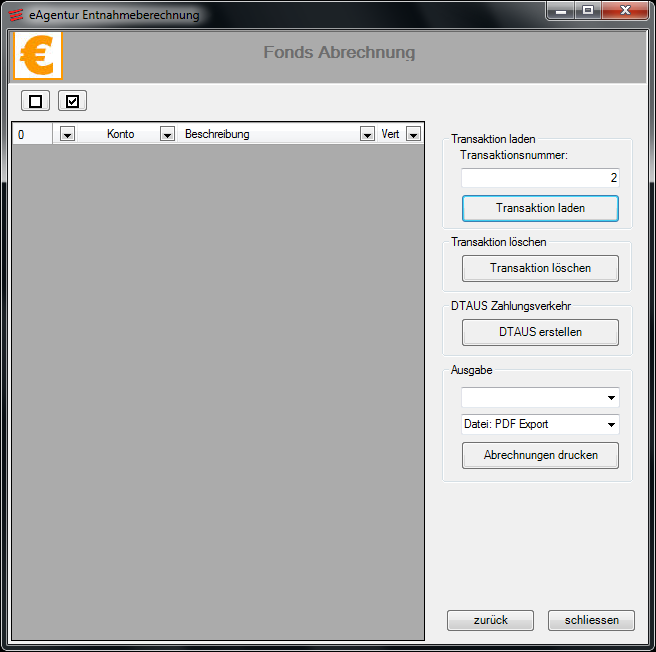 eAgentur Entnahmeberechnung
€
Fonds Abrechnung
0 Konto Beschreibung Vert
Transaktion laden
Transaktionsnummer:
2
Transaktion laden
Transaktion löschen
Transaktion löschen
DTAUS Zahlungsverkehr
DTAUS erstellen
Ausgabe
Datei: PDF Export
Abrechnungen drucken
zurück schliessen